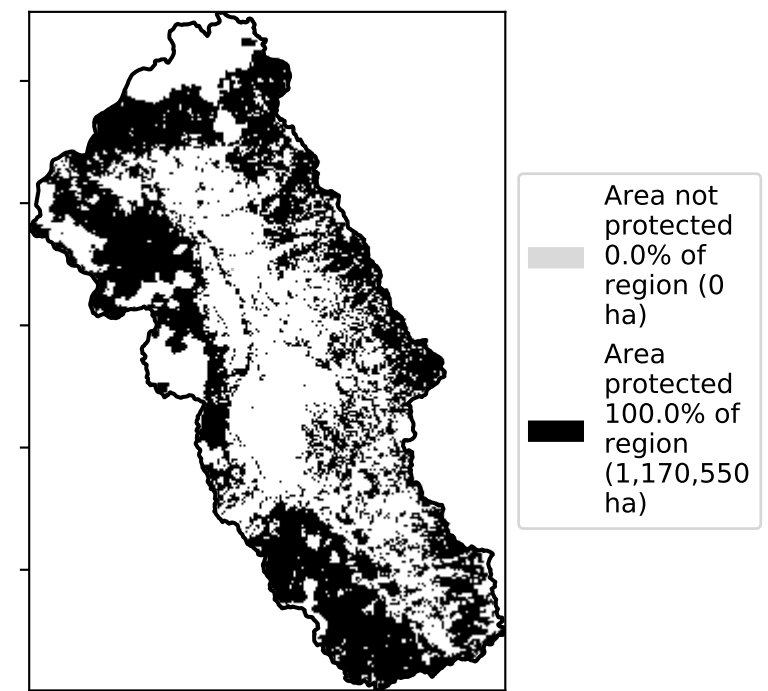 Area not
protected
0.0% of
region (0
ha)
Area
protected
100.0% of
region
(1,170,550
ha)